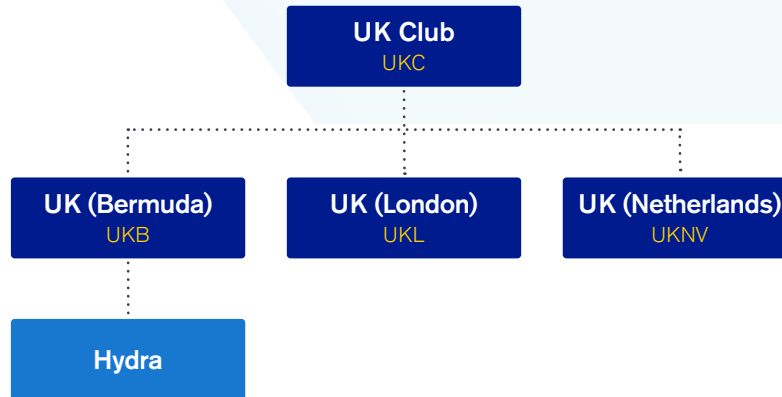 UK Club
UKC
UK (Bermuda)
UKB
UK (London)
UKL
UK (Netherlands)
UKNV
Hydra